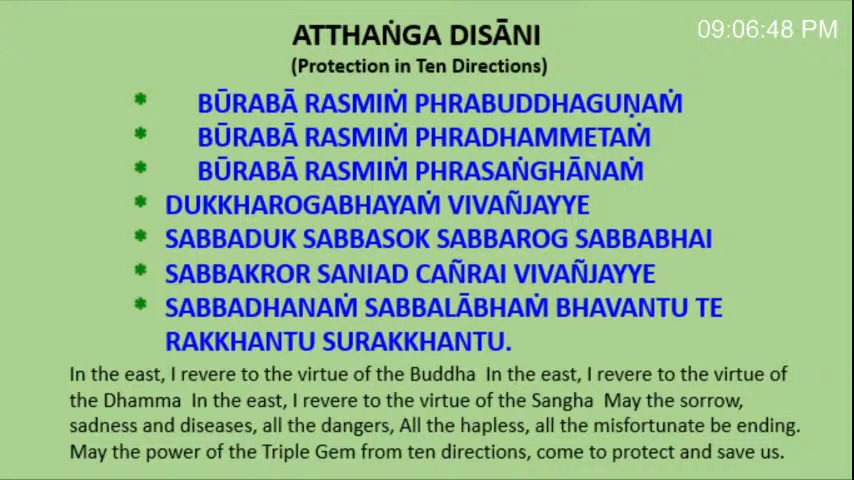 09:06:48 PM
ATTHAṄGA DISĀNI
(Protection in Ten Directions)
* BŪRABĀ RASMIṀ PHRABUDDHAGUṆAṀ
* BŪRABĀ RASMIṀ PHRADHAMMETAṀ
* BŪRABĀ RASMIṀ PHRASAṄGHĀNAṀ
* DUKKHAROGABHAYAṀ VIVAÑJAYYE
* SABBADUK SABBASOK SABBAROG SABBABHAI
* SABBAKROR SANIAD CAÑRAI VIVAÑJAYYE
* SABBADHANAṀ SABBALĀBHAṀ BHAVANTU TE
RAKKHANTU SURAKKHANTU.
In the east, I revere to the virtue of the Buddha In the east, I revere to the virtue of
the Dhamma In the east, I revere to the virtue of the Sangha May the sorrow,
sadness and diseases, all the dangers, All the hapless, all the misfortunate be ending.
May the power of the Triple Gem from ten directions, come to protect and save us.